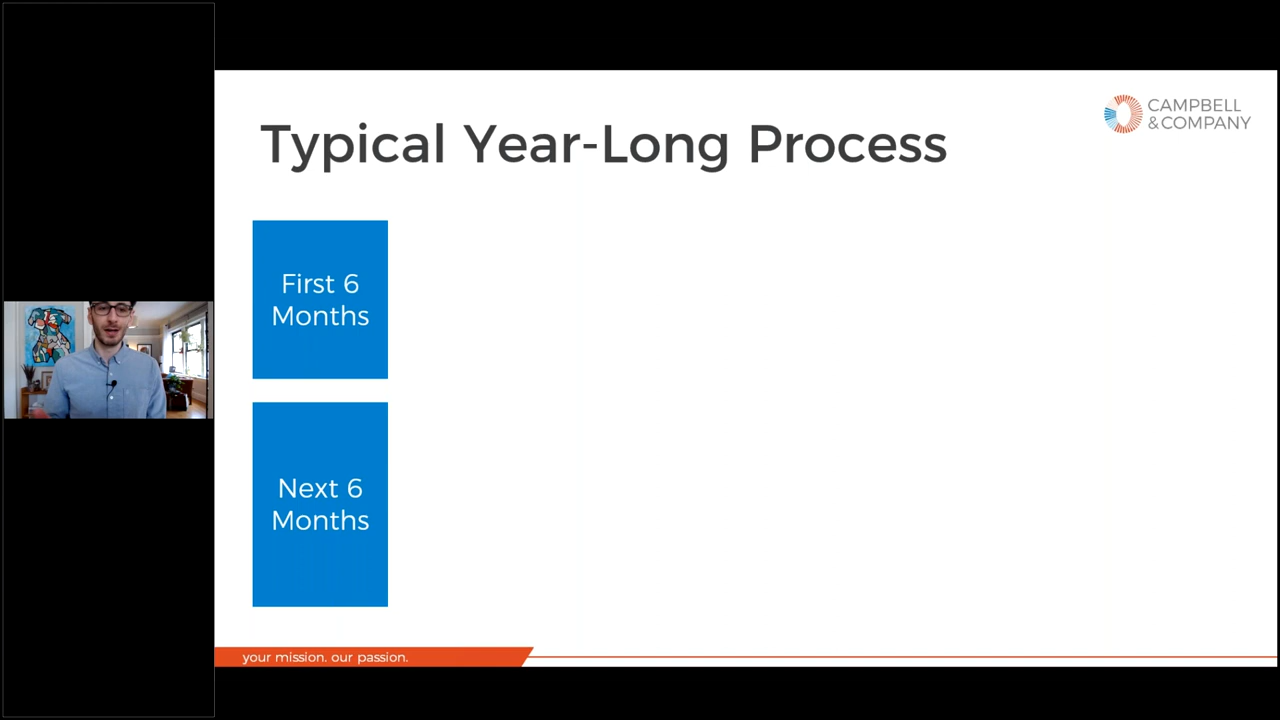 CAMPBELL
&COMPANY
Typical Year-Long Process
First 6
Months
Next 6
Months
your mission. our passion.